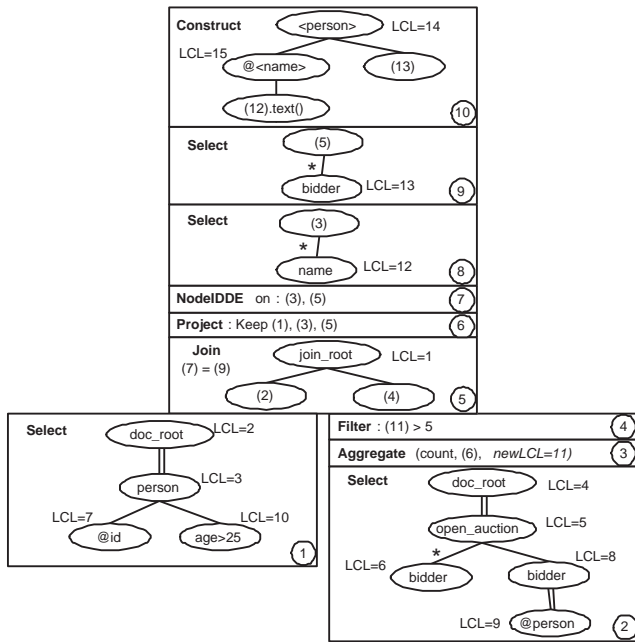 Construct <person> LCL=14
LCL=15
@<name> (13)
(12).text()
10
Select (5)
*
bidder LCL=13
9
Select (3)
*
name LCL=12
8
NodeIDDE on : (3), (5) 7
Project : Keep (1), (3), (5) 6
Join join_root LCL=1
(7) = (9)
(2) (4)
5
Select doc_root LCL=2
person LCL=3
LCL=7 LCL=10
@id age>25
1
Filter : (11) > 5 4
Aggregate (count, (6), newLCL=11) 3
Select doc_root LCL=4
open_auction LCL=5
* LCL=8
LCL=6 bidder bidder
LCL=9 @person
2